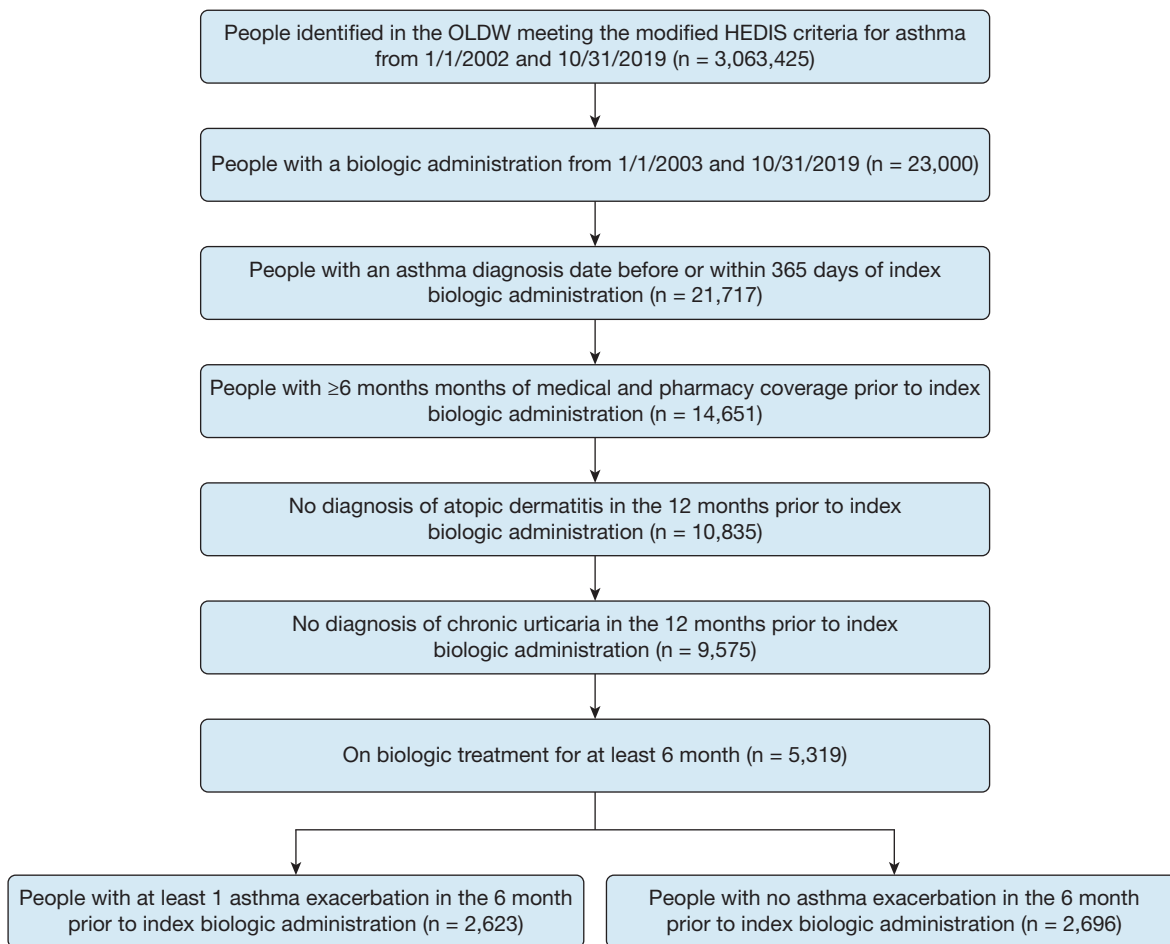 People identified in the OLDW meeting the modified HEDIS criteria for asthma
from 1/1/2002 and 10/31/2019 (n = 3,063,425)
People with a biologic administration from 1/1/2003 and 10/31/2019 (n = 23,000)
People with an asthma diagnosis date before or within 365 days of index
biologic administration (n = 21,717)
People with ≥6 months months of medical and pharmacy coverage prior to index
biologic administration (n = 14,651)
No diagnosis of atopic dermatitis in the 12 months prior to index
biologic administration (n = 10,835)
No diagnosis of chronic urticaria in the 12 months prior to index
biologic administration (n = 9,575)
On biologic treatment for at least 6 month (n = 5,319)
People with at least 1 asthma exacerbation in the 6 month
prior to index biologic administration (n = 2,623)
People with no asthma exacerbation in the 6 month
prior to index biologic administration (n = 2,696)